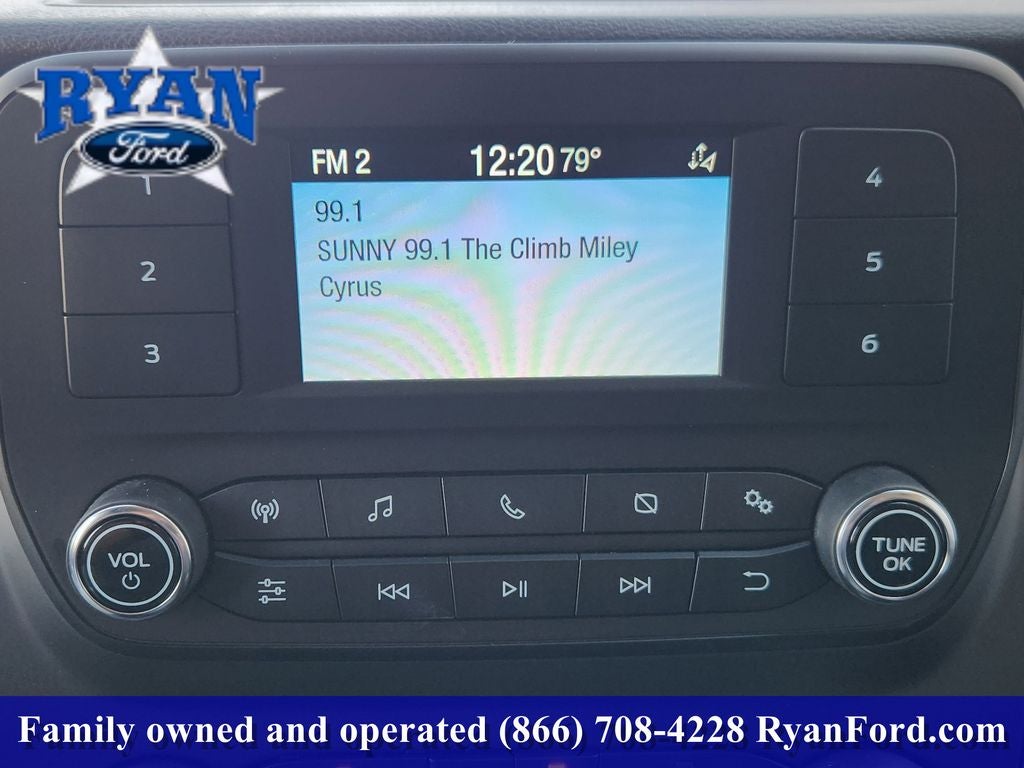 RYAN
Ford
FM 2 12:20 79°
99.1
SUNNY 99.1 The Climb Miley
Cyrus
1
2
3
4
5
6
VOL
TUNE
OK
Family owned and operated (866) 708-4228 RyanFord.com